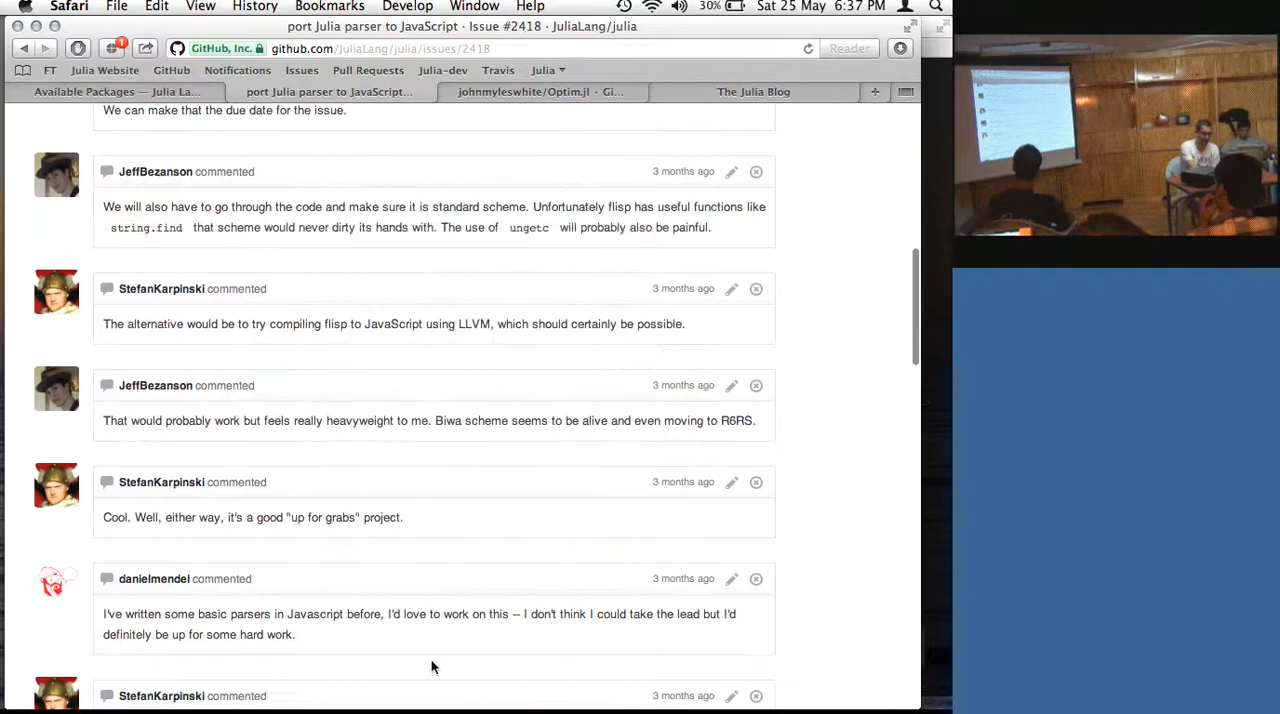 Safari File Edit View History Bookmarks Develop Window Help 30% Sat 25 May 6:37 PM
port Julia parser to JavaScript · Issue #2418 · JuliaLang/julia
1 GitHub, Inc. github.com/JuliaLang/julia/issues/2418 Reader
FT Julia Website GitHub Notifications Issues Pull Requests Julia-dev Travis Julia
Available Packages — Julia La... port Julia parser to JavaScript... johnmyleswhite/Optim.jl - Gi... The Julia Blog
We can make that the due date for the issue.
JeffBezanson commented 3 months ago
We will also have to go through the code and make sure it is standard scheme. Unfortunately flisp has useful functions like
string.find that scheme would never dirty its hands with. The use of ungetc will probably also be painful.
StefanKarpinski commented 3 months ago
The alternative would be to try compiling flisp to JavaScript using LLVM, which should certainly be possible.
JeffBezanson commented 3 months ago
That would probably work but feels really heavyweight to me. Biwa scheme seems to be alive and even moving to R6RS.
StefanKarpinski commented 3 months ago
Cool. Well, either way, it's a good "up for grabs" project.
danielmendel commented 3 months ago
I've written some basic parsers in Javascript before, I'd love to work on this -- I don't think I could take the lead but I'd
definitely be up for some hard work.
StefanKarpinski commented 3 months ago